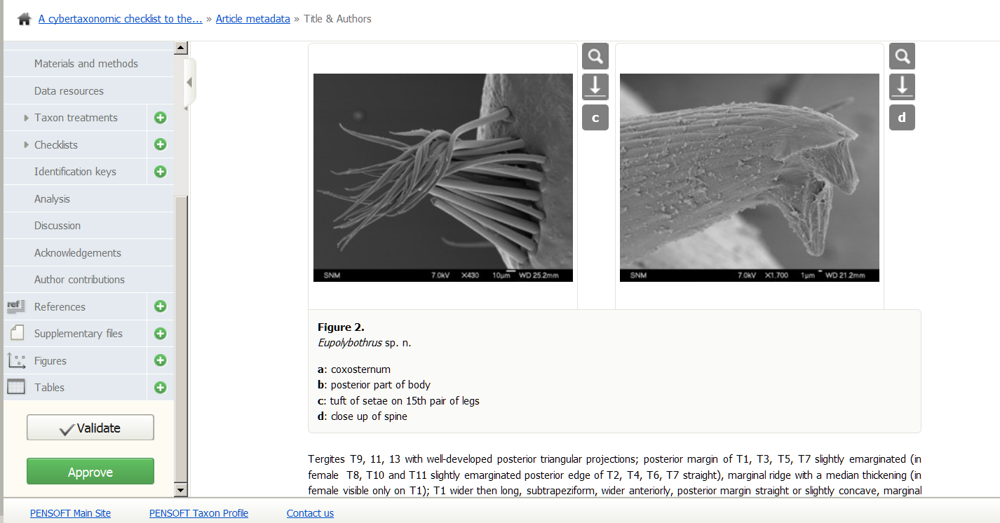 A cybertaxonomic checklist to the... » Article metadata » Title & Authors
Materials and methods
Data resources
Taxon treatments
Checklists
Identification keys
Analysis
Discussion
Acknowledgements
Author contributions
ref References
Supplementary files
Figures
Tables
Validate
Approve
c
d
SNM 7.0kV X430 10µm WD 25.2mm
SNM 7.0kV X1,700 1µm WD 21.2mm
Figure 2.
Eupolybothrus sp. n.
a: coxosternum
b: posterior part of body
c: tuft of setae on 15th pair of legs
d: close up of spine
Tergites T9, 11, 13 with well-developed posterior triangular projections; posterior margin of T1, T3, T5, T7 slightly emarginated (in
female T8, T10 and T11 slightly emarginated posterior edge of T2, T4, T6, T7 straight), marginal ridge with a median thickening (in
female visible only on T1); T1 wider then long, subtrapeziform, wider anteriorly, posterior margin straight or slightly concave, marginal
PENSOFT Main Site PENSOFT Taxon Profile Contact us